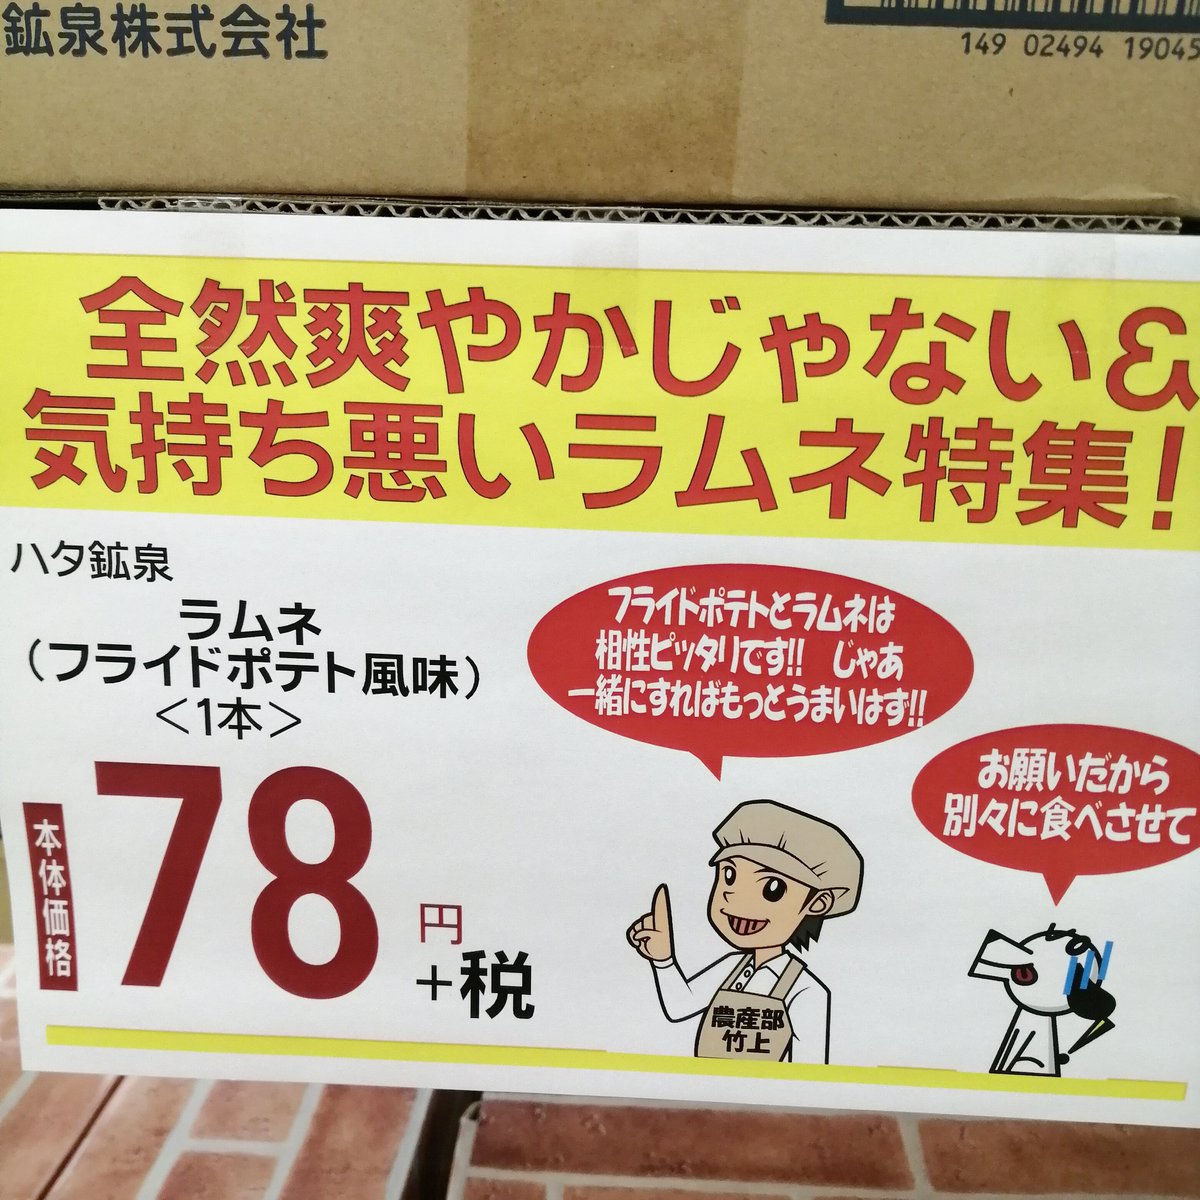 鉱泉株式会社
149 02494 19045
全然爽やかじゃない&
気持ち悪いラムネ特集!
ハタ鉱泉
ラムネ
(フライドポテト風味)
<1本>
本体価格
78
円
+税
フライドポテトとラムネは
相性ピッタリです!! じゃあ
一緒にすればもっとうまいはず!!
お願いだから
別々に食べさせて
農産部
竹上